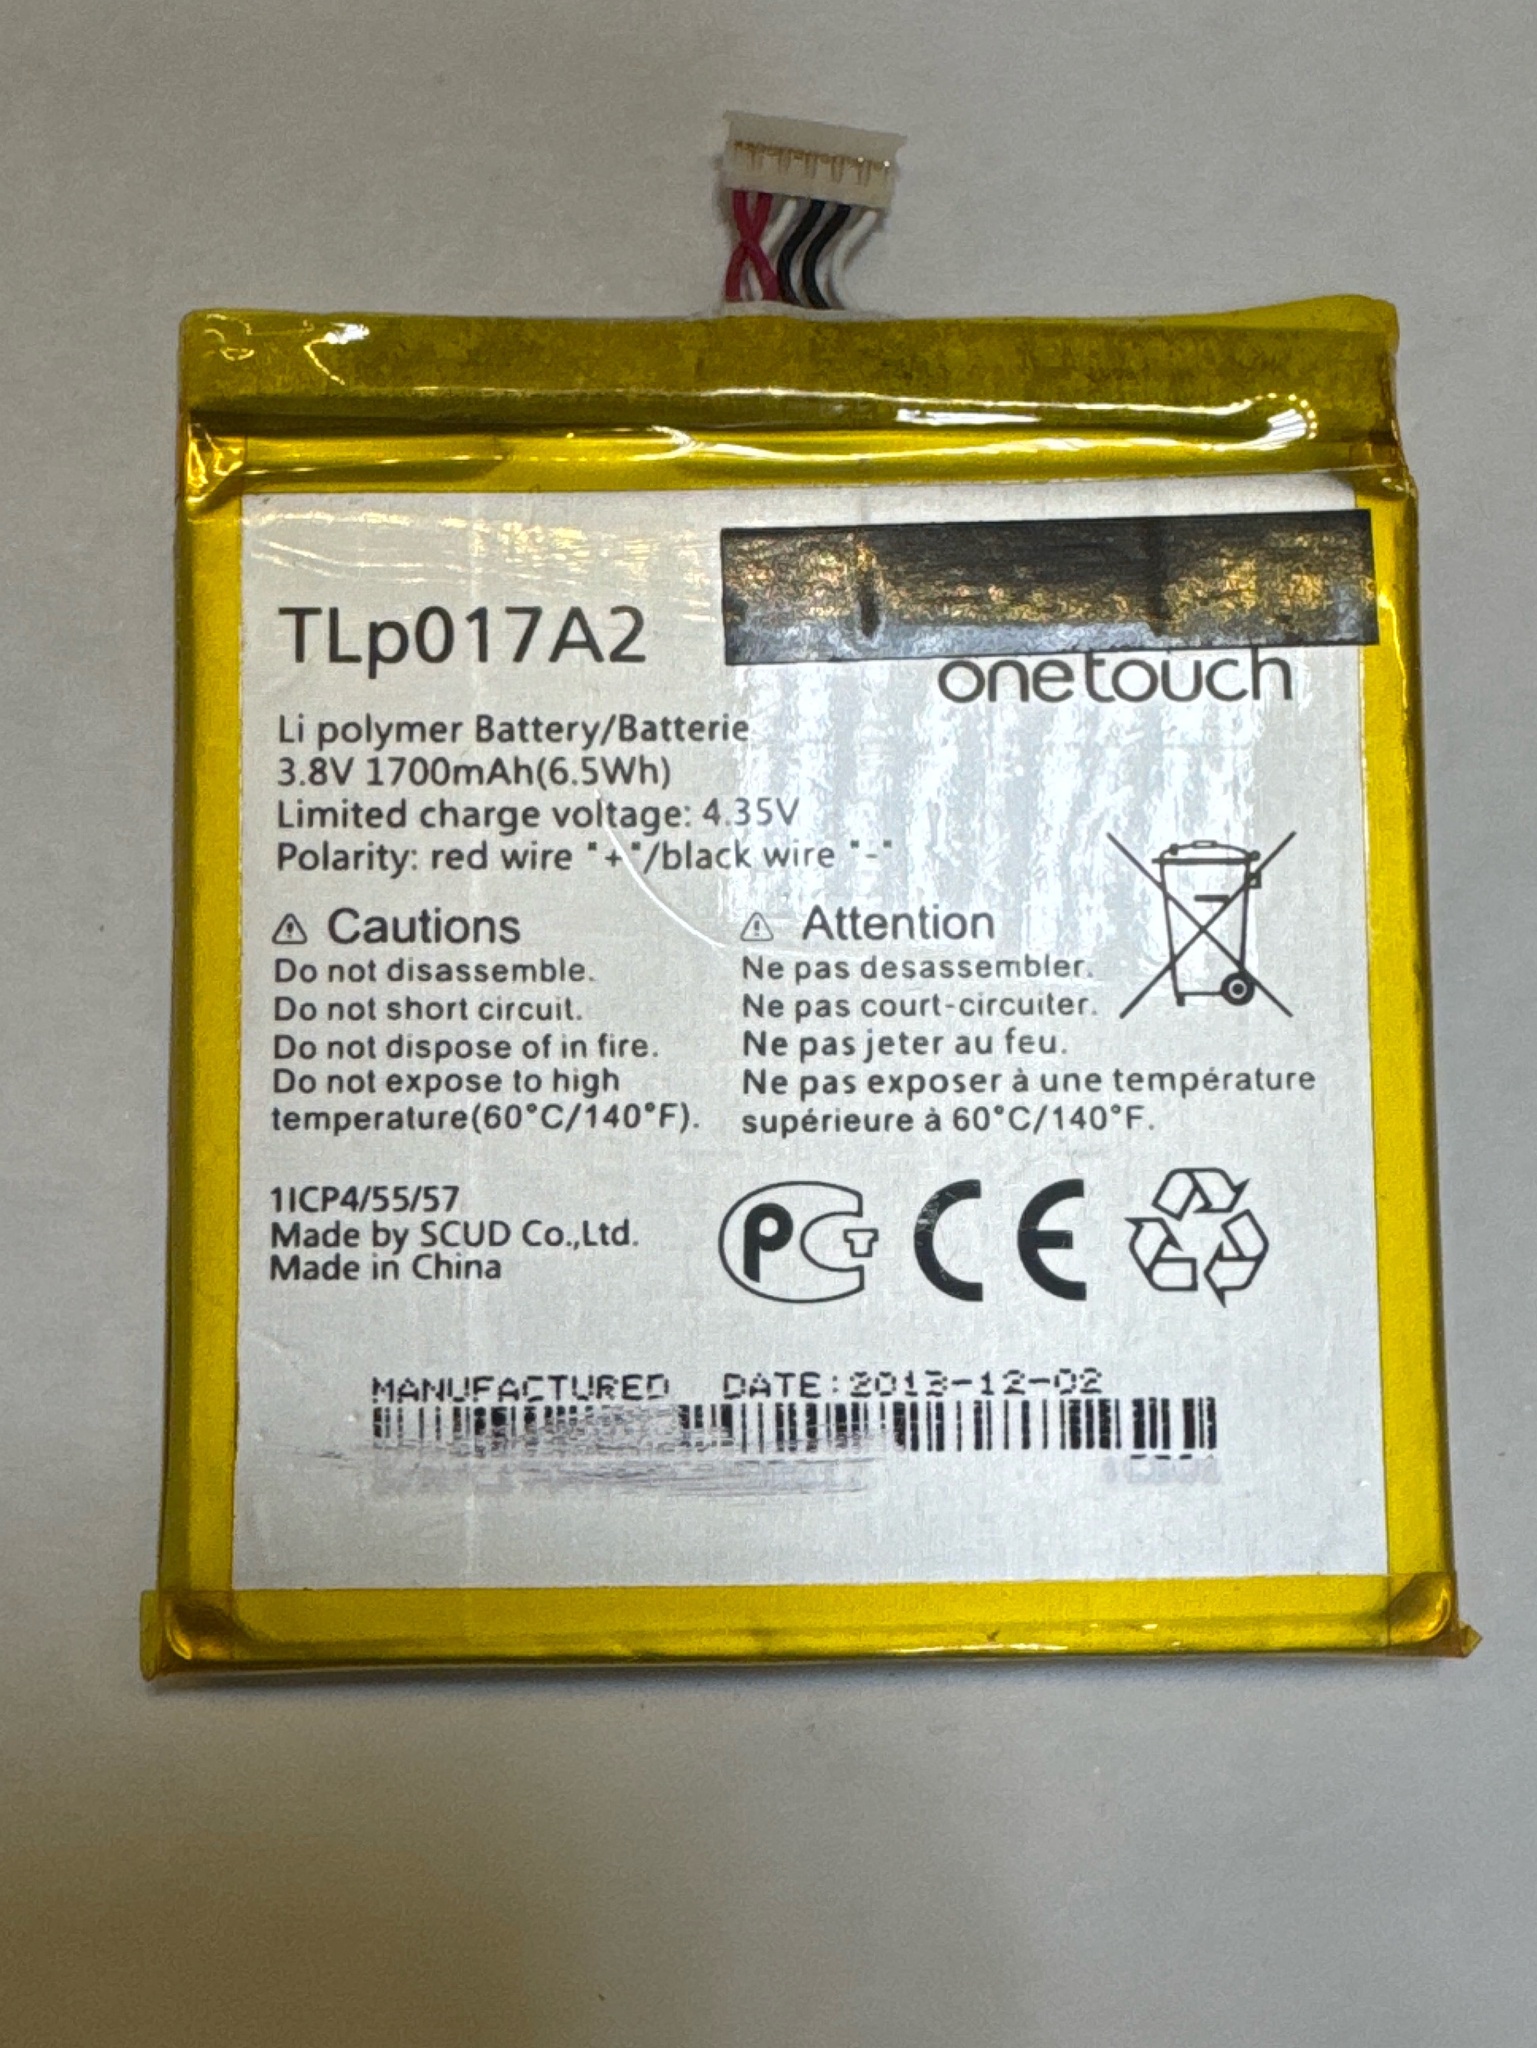 TLp017A2
onetouch
Li polymer Battery/Batterie
3.8V 1700mAh(6.5Wh)
Limited charge voltage: 4.35V
Polarity: red wire "+"/black wire "-"
Cautions
Do not disassemble.
Do not short circuit.
Do not dispose of in fire.
Do not expose to high
temperature(60°C/140°F).
Attention
Ne pas desassembler.
Ne pas court-circuiter.
Ne pas jeter au feu.
Ne pas exposer à une température
supérieure à 60°C/140°F.
1ICP4/55/57
Made by SCUD Co.,Ltd.
Made in China
PCT
CE
MANUFACTURED DATE:2013-12-02